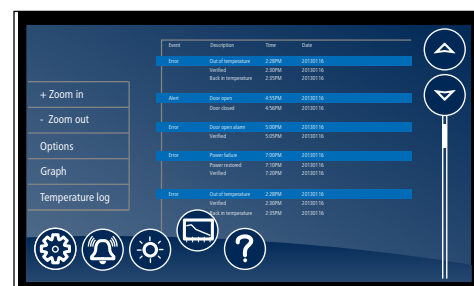 Event Description Time Date
Error Out of temperature 2:28PM 20130116
Verified 2:30PM 20130116
Back in temperature 2:35PM 20130116
Alert Door open 4:55PM 20130116
Door closed 4:56PM 20130116
Error Door open alarm 5:00PM 20130116
Verified 5:05PM 20130116
Error Power failure 7:00PM 20130116
Power restored 7:10PM 20130116
Verified 7:20PM 20130116
Error Out of temperature 2:28PM 20130116
Verified 2:30PM 20130116
Back in temperature 2:35PM 20130116
+ Zoom in
- Zoom out
Options
Graph
Temperature log
?